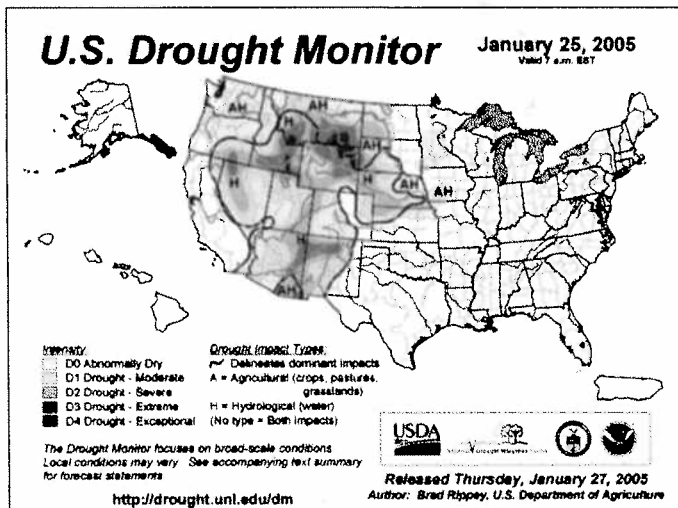 U.S. Drought Monitor
January 25, 2005
Valid 7 a.m. EST
AH
AH
H
AH
H
H
AH
AH
H
AH
Intensity:
D0 Abnormally Dry
D1 Drought - Moderate
D2 Drought - Severe
D3 Drought - Extreme
D4 Drought - Exceptional
Drought Impact Types:
Delineates dominant impacts
A = Agricultural (crops, pastures,
grasslands)
H = Hydrological (water)
(No type = Both impacts)
The Drought Monitor focuses on broad-scale conditions
Local conditions may vary See accompanying text summary
for forecast statements
http://drought.unl.edu/dm
USDA
Released Thursday, January 27, 2005
Author: Brad Rippey, U.S. Department of Agriculture